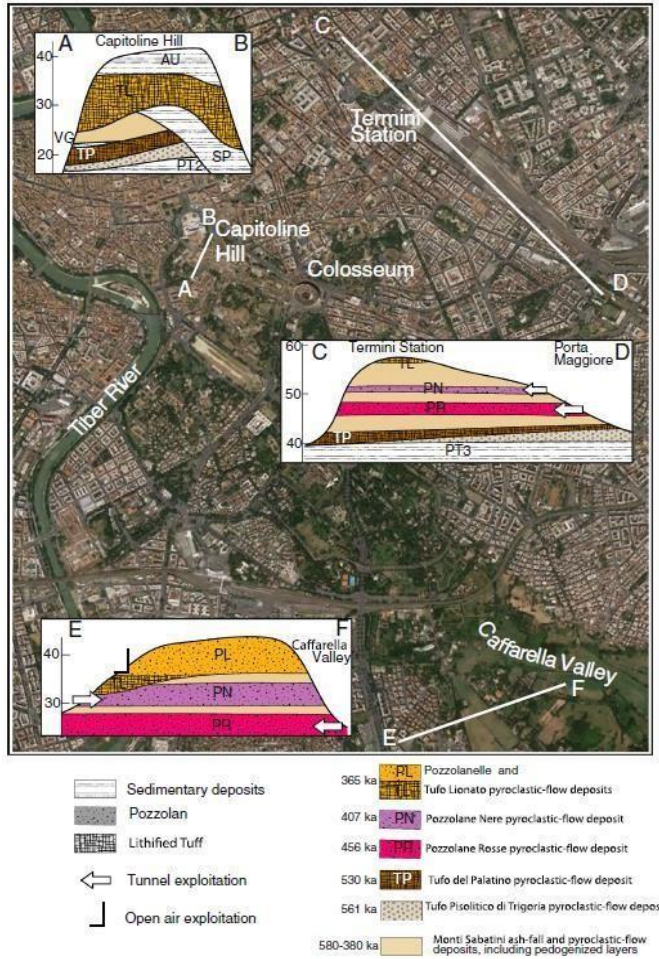 A
Capitoline Hill
B
40
AU
30
TL
VG
20
TP
SP
PT2
C
Termini
Station
B
Capitoline
Hill
A
Colosseum
D
Tiber River
60
C
Termini Station
Porta
Maggiore
D
TL
50
PN
PR
40
TP
PT3
E
F
40
Caffarella
Valley
PL
30
PN
PR
Caffarella Valley
F
E
Sedimentary deposits
Pozzolan
Lithified Tuff
Tunnel exploitation
Open air exploitation
365 ka
PL
Pozzolanelle and
TL
Tufo Lionato pyroclastic-flow deposits
407 ka
PN
Pozzolane Nere pyroclastic-flow deposit
456 ka
PR
Pozzolane Rosse pyroclastic-flow deposit
530 ka
TP
Tufo del Palatino pyroclastic-flow deposit
561 ka
Tufo Pisolitico di Trigoria pyroclastic-flow depos
580-380 ka
Monti Sabatini ash-fall and pyroclastic-flow
deposits, including pedogenized layers